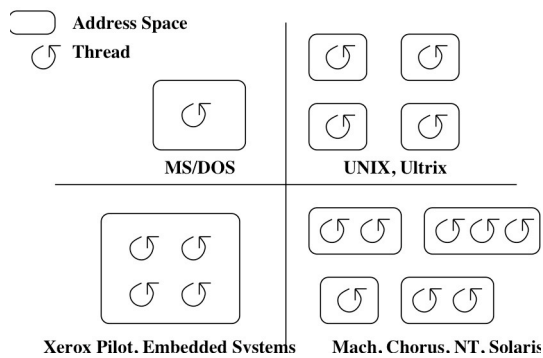 Address Space
Thread
MS/DOS
UNIX, Ultrix
Xerox Pilot, Embedded Systems
Mach, Chorus, NT, Solaris